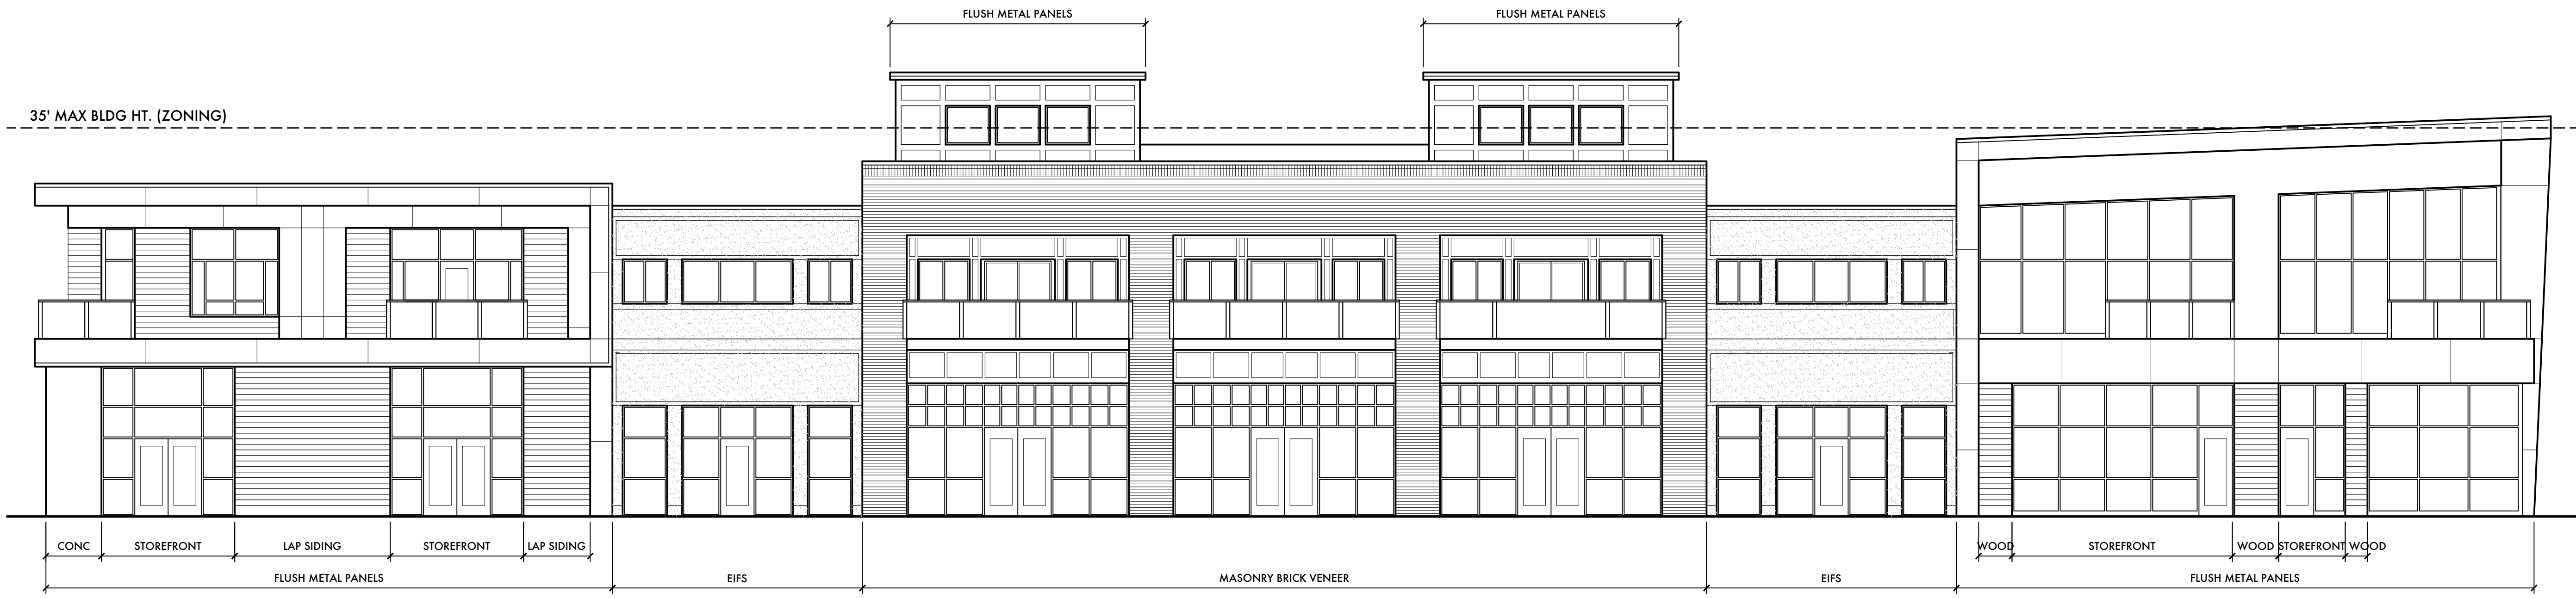 FLUSH METAL PANELS
FLUSH METAL PANELS
35' MAX BLDG HT. (ZONING)
CONC
STOREFRONT
LAP SIDING
STOREFRONT
LAP SIDING
WOOD
STOREFRONT
WOOD
STOREFRONT
WOOD
FLUSH METAL PANELS
EIFS
MASONRY BRICK VENEER
EIFS
FLUSH METAL PANELS